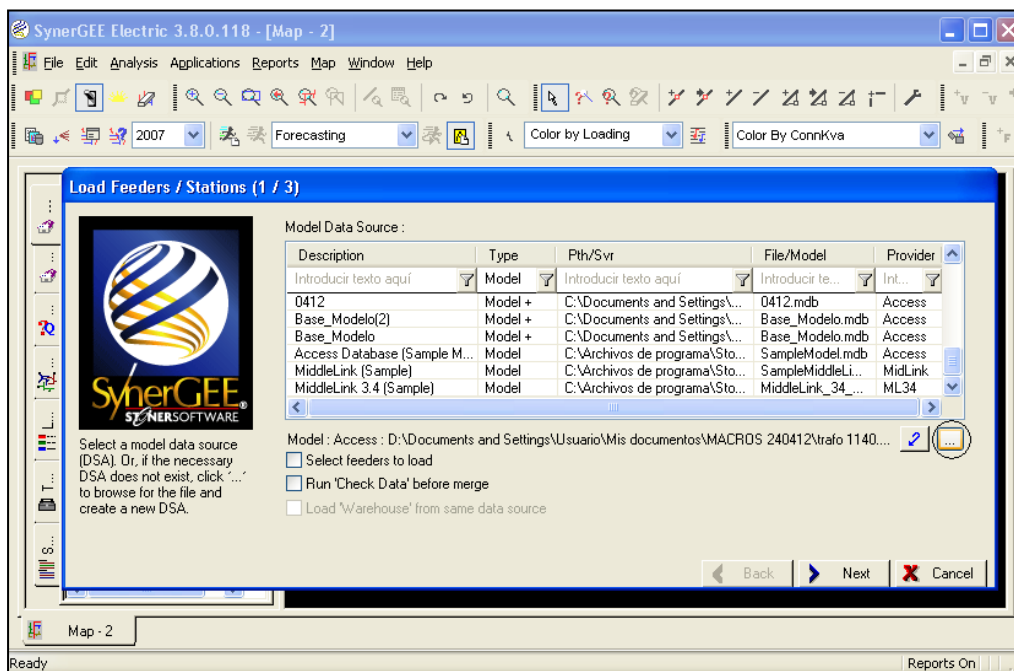 SynerGEE Electric 3.8.0.118 - [Map - 2]
File Edit Analysis Applications Reports Map Window Help
2007 Forecasting Color by Loading Color By ConnKva
Load Feeders / Stations (1 / 3)
Model Data Source :
Description Type Pth/Svr File/Model Provider
Introducir texto aquí Model Introducir texto aquí Introducir te... Int...
0412 Model + C:\Documents and Settings\... 0412.mdb Access
Base_Modelo(2) Model + C:\Documents and Settings\... Base_Modelo.mdb Access
Base_Modelo Model + C:\Documents and Settings\... Base_Modelo.mdb Access
Access Database (Sample M... Model C:\Archivos de programa\Sto... SampleModel.mdb Access
MiddleLink (Sample) Model C:\Archivos de programa\Sto... SampleMiddleLi... MidLink
MiddleLink 3.4 (Sample) Model C:\Archivos de programa\Sto... MiddleLink_34_... ML34
SynerGEE®
STONERSOFTWARE
Model : Access : D:\Documents and Settings\Usuario\Mis documentos\MACROS 240412\trafo 1140.... ...
Select a model data source
(DSA). Or, if the necessary
DSA does not exist, click '...'
to browse for the file and
create a new DSA.
Select feeders to load
Run 'Check Data' before merge
Load 'Warehouse' from same data source
Back Next Cancel
Map - 2
Ready Reports On